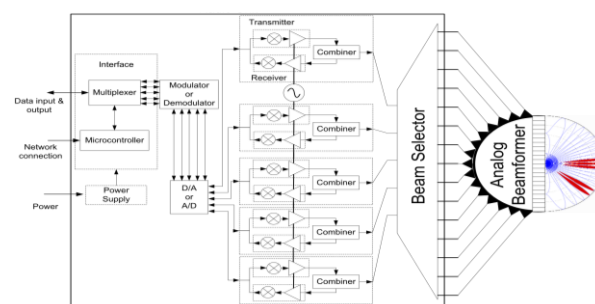 Transmitter
Combiner
Receiver
Interface
Multiplexer
Modulator
or
Demodulator
Data input &
output
Microcontroller
Network
connection
Power
Supply
Power
D/A
or
A/D
Combiner
Combiner
Combiner
Combiner
Beam Selector
Analog
Beamformer